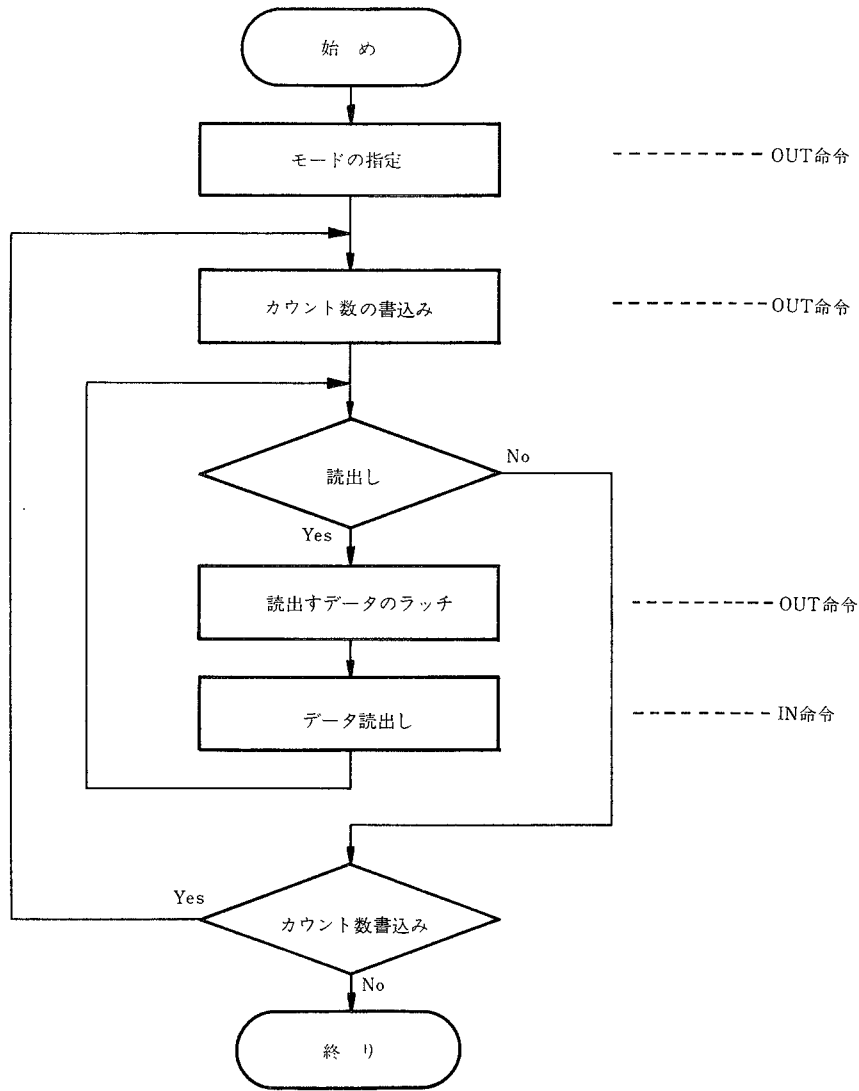 始 め
モードの指定
OUT命令
カウント数の書込み
OUT命令
読出し
No
Yes
読出すデータのラッチ
OUT命令
データ読出し
IN命令
Yes
カウント数書込み
No
終 り